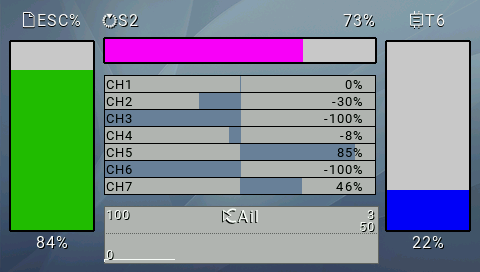 ESC% S2 73% T6
CH1 0%
CH2 -30%
CH3 -100%
CH4 -8%
CH5 85%
CH6 -100%
CH7 46%
100 Ail 3
50
0
84% 22%